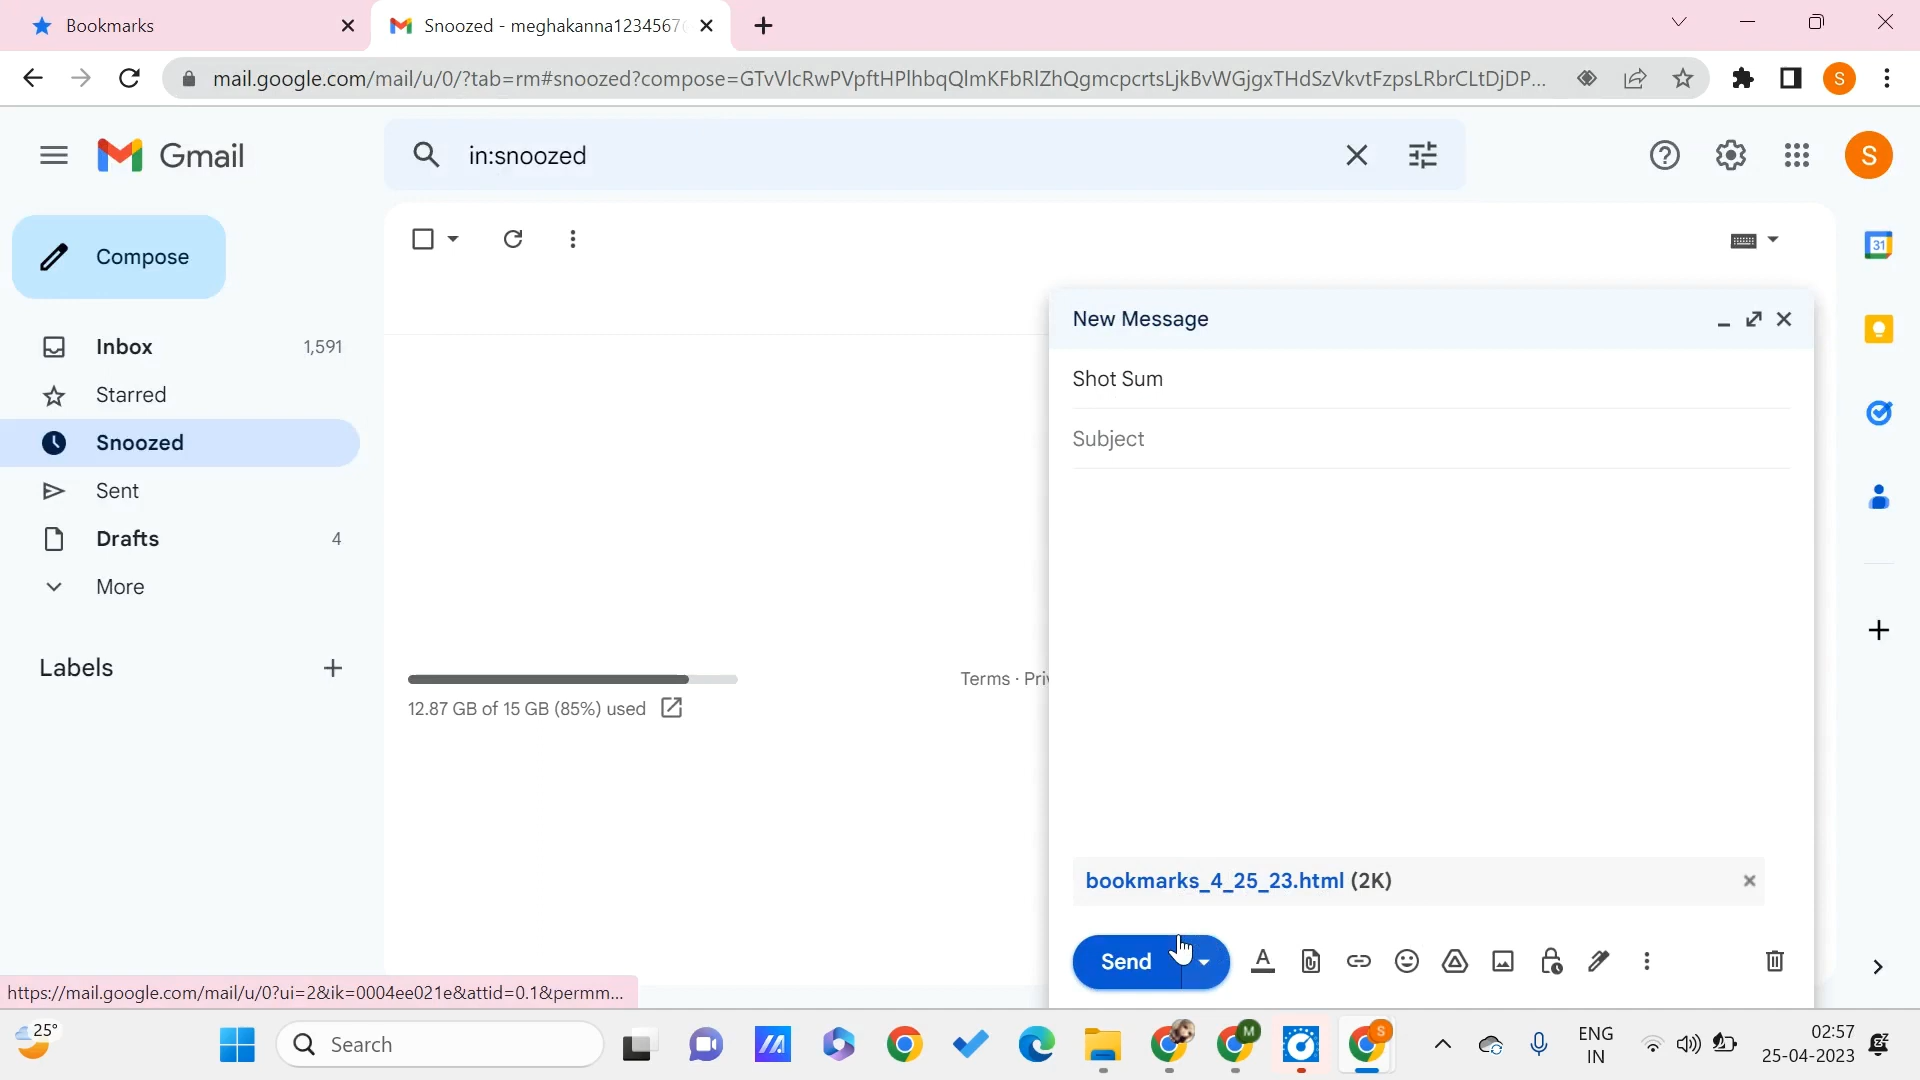 Bookmarks
Snoozed - meghakanna1234567
mail.google.com/mail/u/0/?tab=rm#snoozed?compose=GTvVlcRwPVpftHPlhbqQlmKFbRlZhQgmcpcrtsLjkBvWGjgxTHdSzVkvtFzpsLRbrCLtDjDP...
S
Gmail
in:snoozed
S
Compose
31
New Message
Inbox 1,591
Shot Sum
Starred
Subject
Snoozed
Sent
Drafts 4
More
Labels
Terms · Pri
12.87 GB of 15 GB (85%) used
bookmarks_4_25_23.html (2K)
Send
https://mail.google.com/mail/u/0?ui=2&ik=0004ee021e&attid=0.1&permm...
25°
Search
M
S
ENG
IN
02:57
25-04-2023